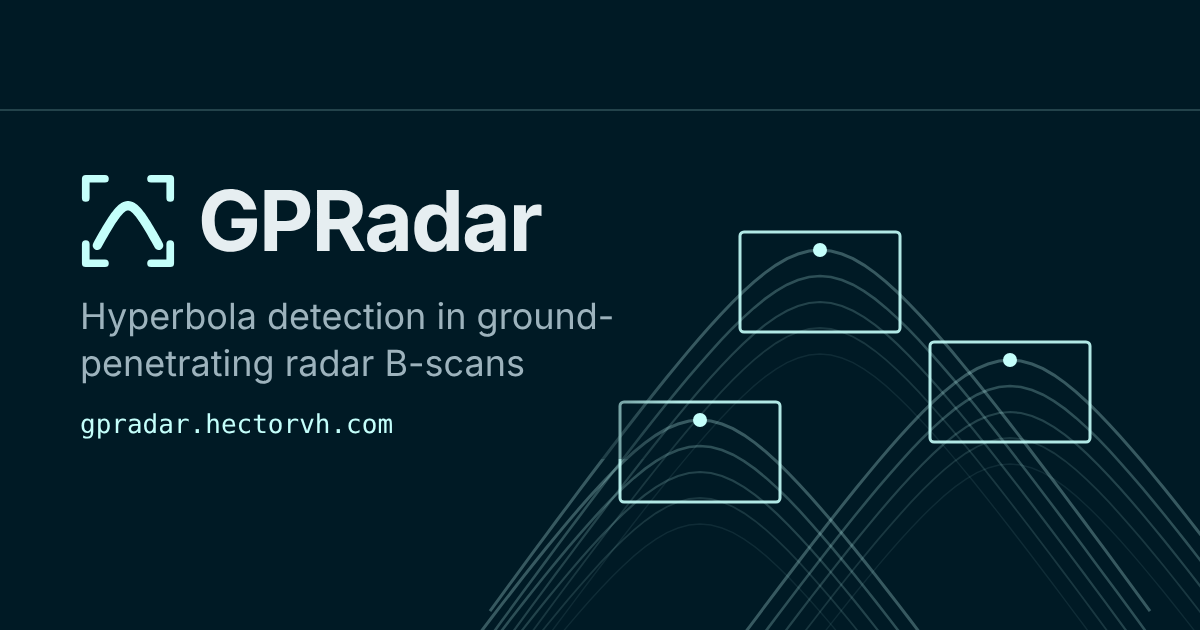 GPRadar
Hyperbola detection in ground-
penetrating radar B-scans
gpradar.hectorvh.com